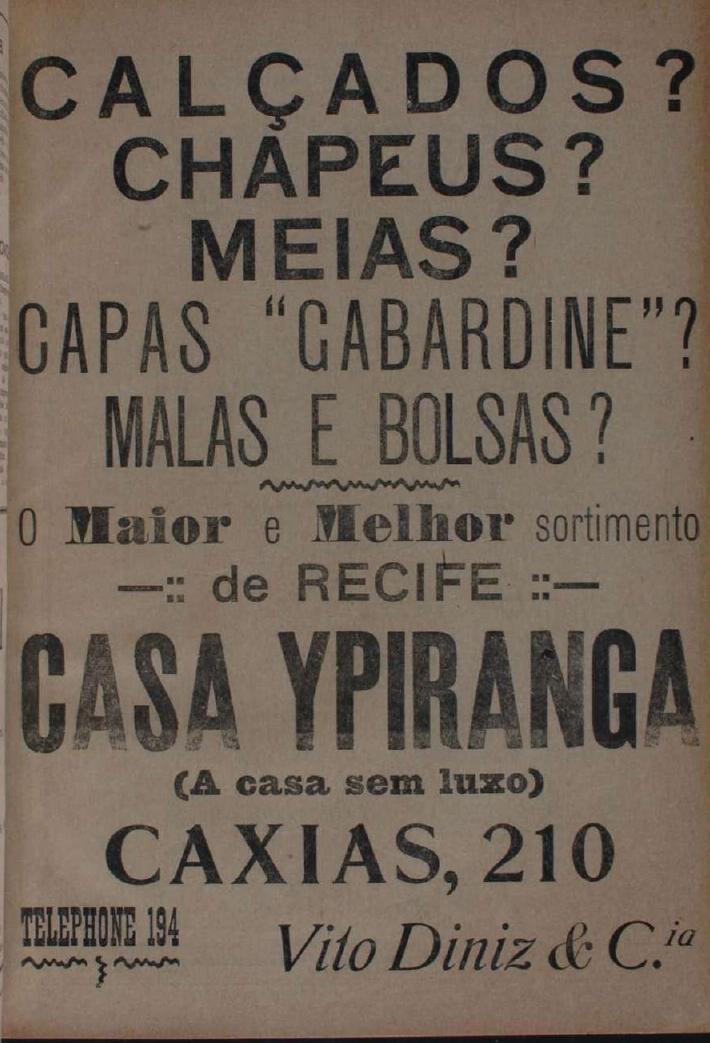 CALÇADOS?
CHAPEUS?
MEIAS?
CAPAS "GABARDINE"?
MALAS E BOLSAS?
O Maior e Melhor sortimento
—:: de RECIFE ::—
CASA YPIRANGA
(A casa sem luxo)
CAXIAS, 210
TELEPHONE 194
Vito Diniz & C.ia